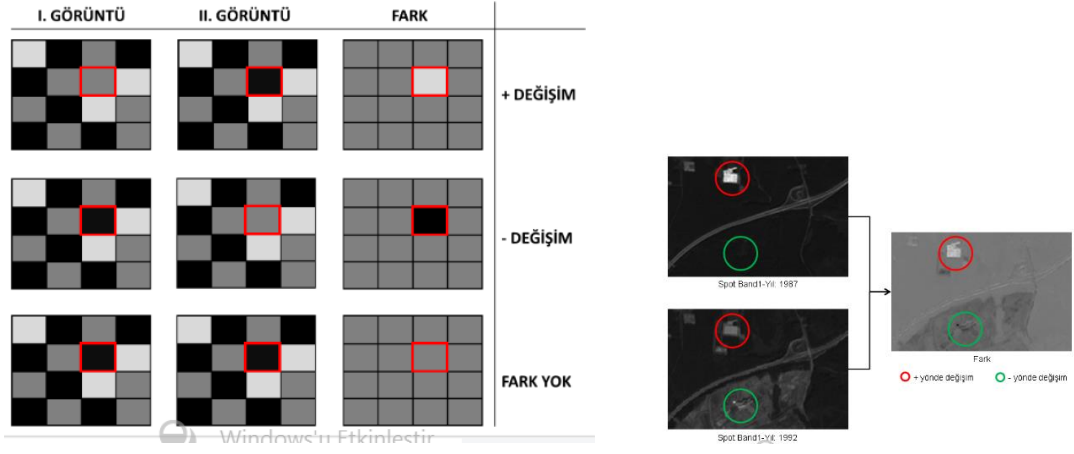 I. GÖRÜNTÜ II. GÖRÜNTÜ FARK
+ DEĞİŞİM
- DEĞİŞİM
FARK YOK
Windows'u Etkinleştir
Spot Band1-Yıl: 1987
Spot Band1-Yıl: 1992
Fark
+ yönde değişim - yönde değişim